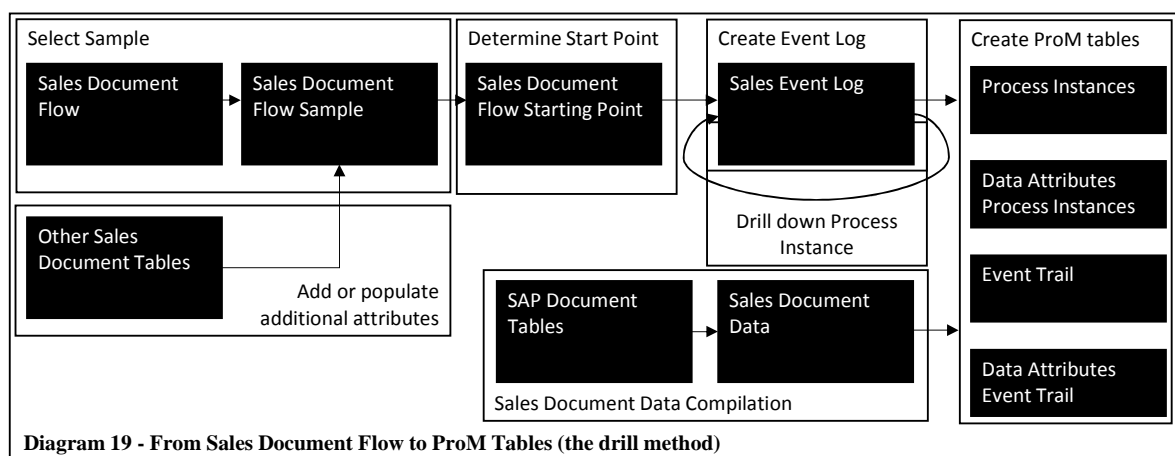 Select Sample
Sales Document
Flow
Sales Document
Flow Sample
Other Sales
Document Tables
Add or populate
additional attributes
Determine Start Point
Sales Document
Flow Starting Point
Create Event Log
Sales Event Log
Drill down Process
Instance
SAP Document
Tables
Sales Document
Data
Sales Document Data Compilation
Create ProM tables
Process Instances
Data Attributes
Process Instances
Event Trail
Data Attributes
Event Trail
Diagram 19 - From Sales Document Flow to ProM Tables (the drill method)